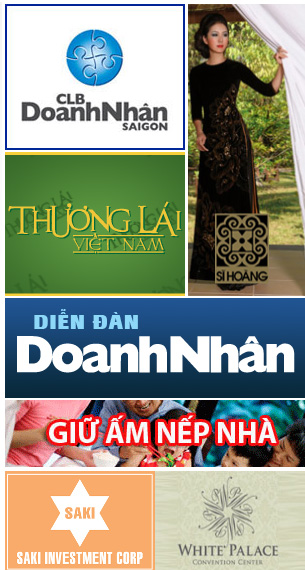 CLB
DoanhNhân
SAIGON
THƯƠNG LÁI
VIỆT NAM
SĨ HOÀNG
DIỄN ĐÀN
DoanhNhân
GIỮ ẤM NẾP NHÀ
SAKI
SAKI INVESTMENT CORP
WHITE PALACE
CONVENTION CENTER